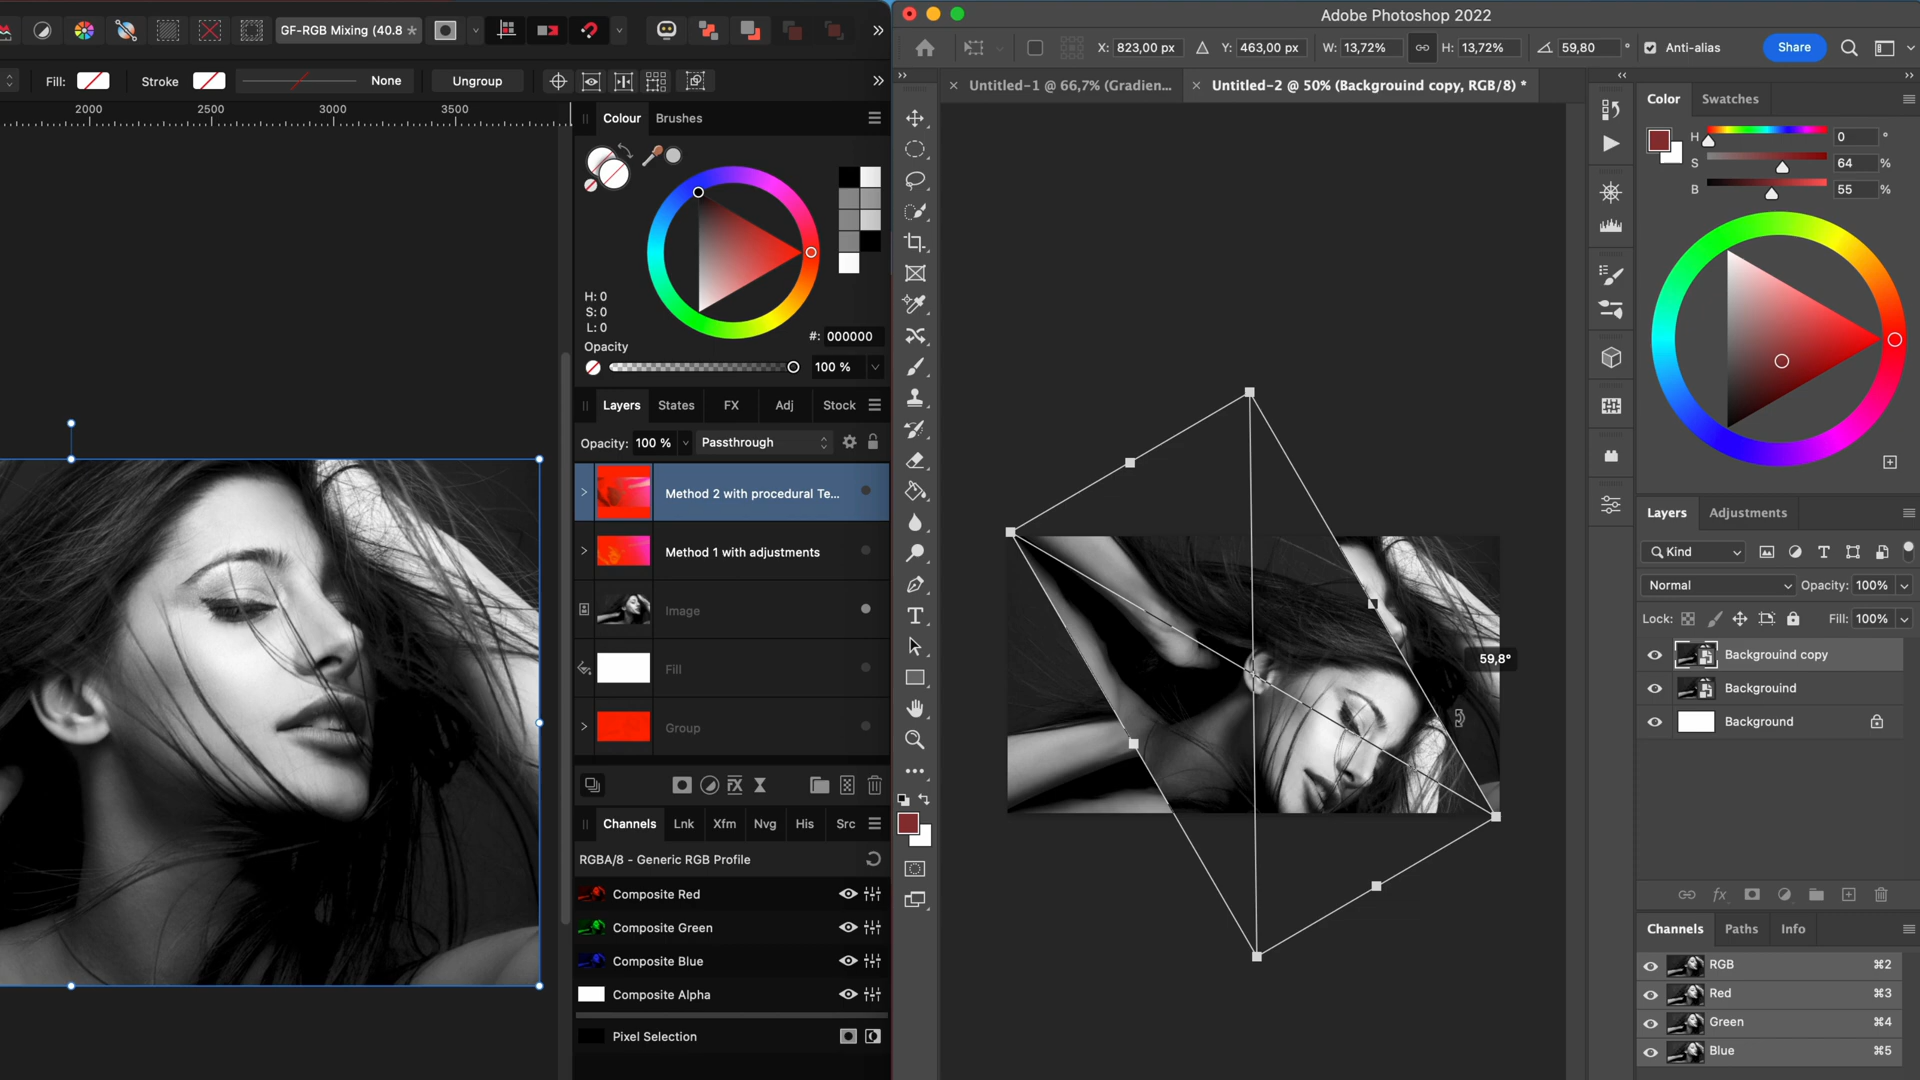 GF-RGB Mixing (40.8 *
Fill:
Stroke
None
Ungroup
2000
2500
3000
3500
Colour
Brushes
H: 0
S: 0
L: 0
#: 000000
Opacity
100 %
Layers
States
FX
Adj
Stock
Opacity: 100 %
Passthrough
Method 2 with procedural Te...
Method 1 with adjustments
Image
Fill
Group
Channels
Lnk
Xfm
Nvg
His
Src
RGBA/8 - Generic RGB Profile
Composite Red
Composite Green
Composite Blue
Composite Alpha
Pixel Selection
Adobe Photoshop 2022
X: 823,00 px
Y: 463,00 px
W: 13,72%
H: 13,72%
59,80 °
Anti-alias
Share
Untitled-1 @ 66,7% (Gradien...
Untitled-2 @ 50% (Backgrouind copy, RGB/8) *
59,8°
Color
Swatches
H 0 °
S 64 %
B 55 %
Layers
Adjustments
Kind
Normal
Opacity: 100%
Lock:
Fill: 100%
Backgrouind copy
Backgrouind
Background
Channels
Paths
Info
RGB ⌘2
Red ⌘3
Green ⌘4
Blue ⌘5